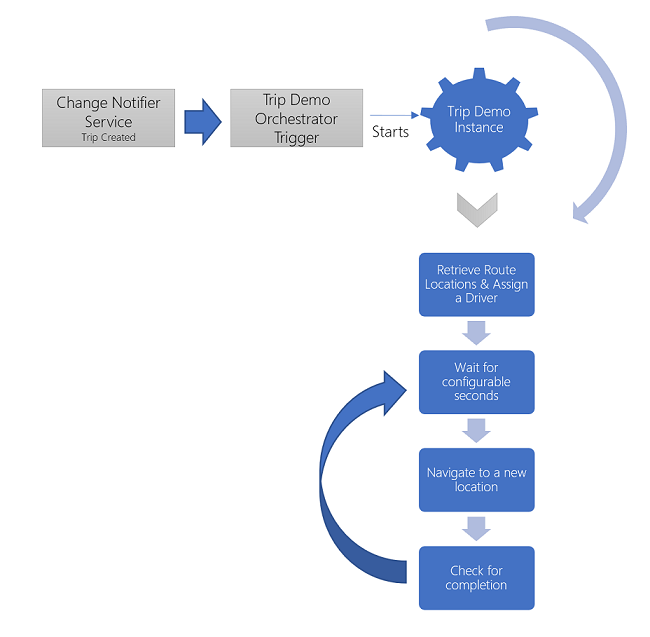 Change Notifier
Service
Trip Created
Trip Demo
Orchestrator
Trigger
Starts
Trip Demo
Instance
Retrieve Route
Locations & Assign
a Driver
Wait for
configurable
seconds
Navigate to a new
location
Check for
completion